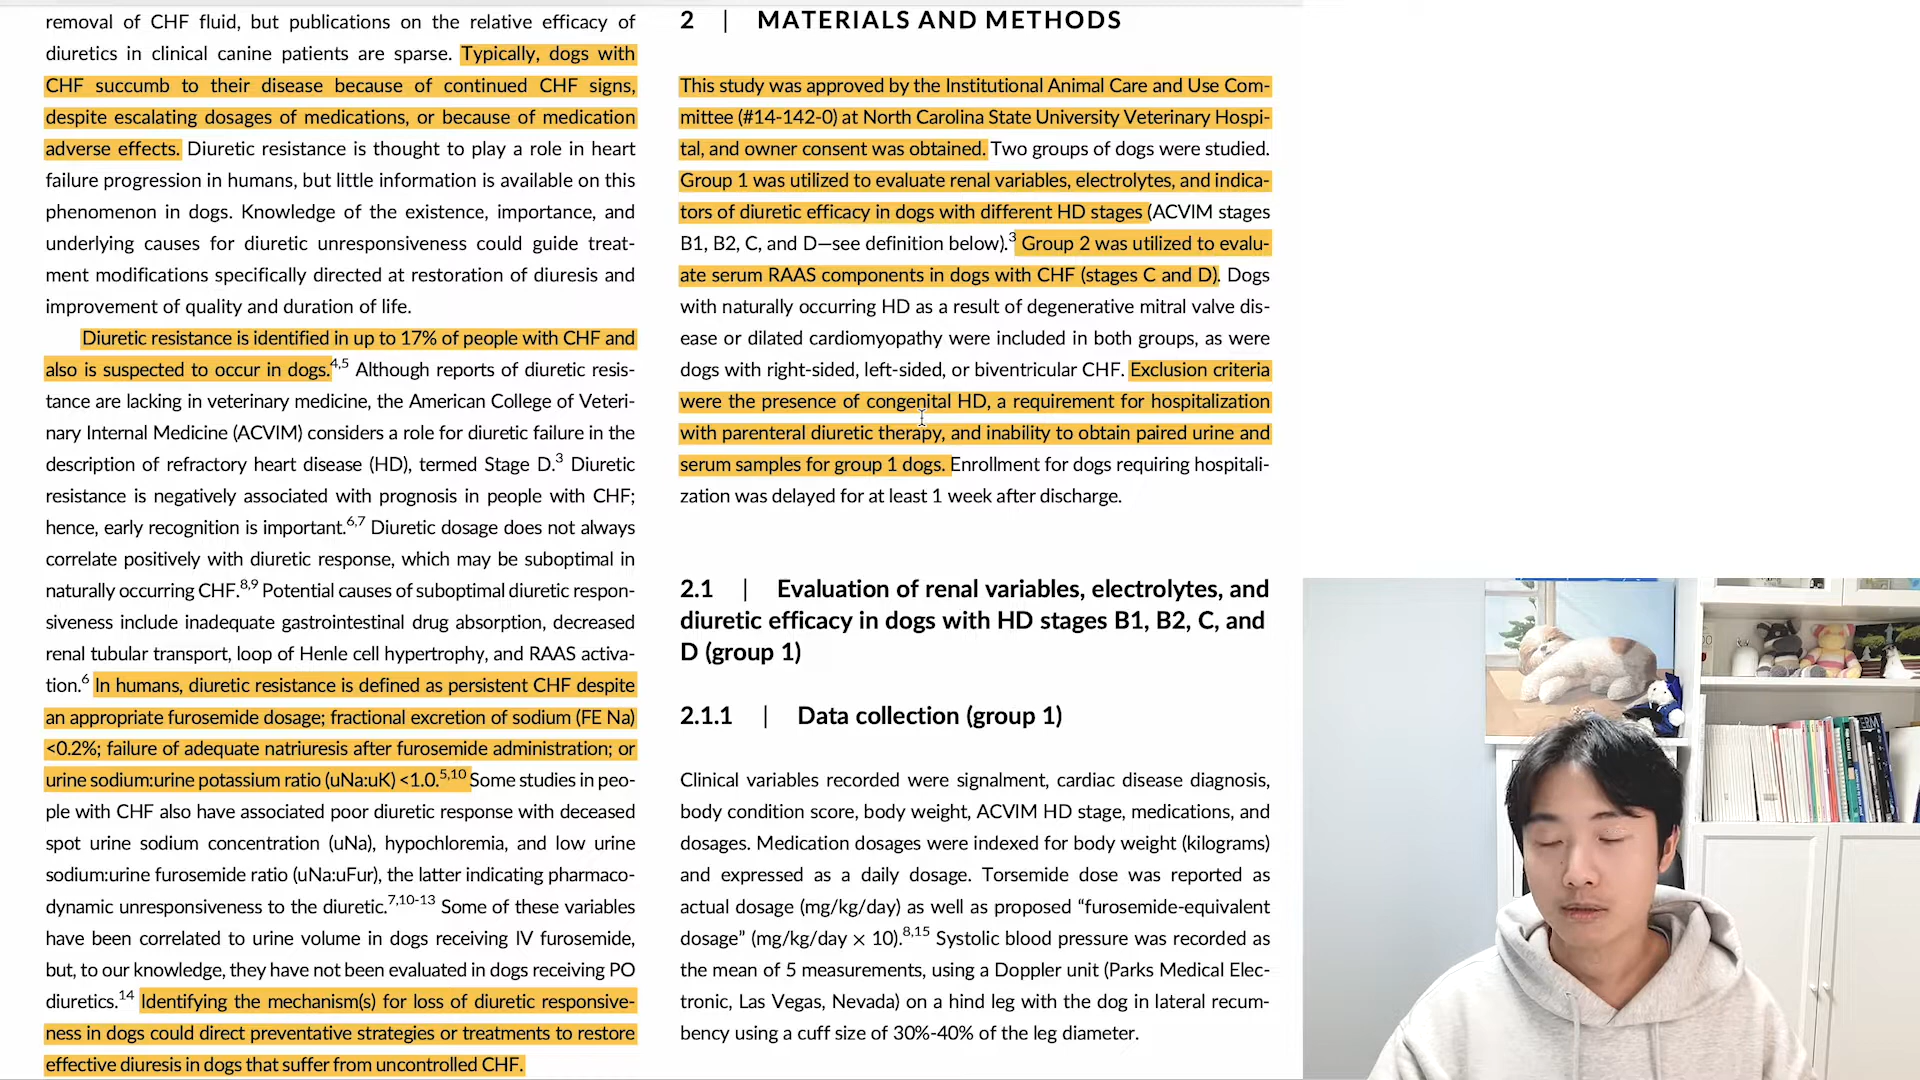 removal of CHF fluid, but publications on the relative efficacy of
diuretics in clinical canine patients are sparse. Typically, dogs with
CHF succumb to their disease because of continued CHF signs,
despite escalating dosages of medications, or because of medication
adverse effects. Diuretic resistance is thought to play a role in heart
failure progression in humans, but little information is available on this
phenomenon in dogs. Knowledge of the existence, importance, and
underlying causes for diuretic unresponsiveness could guide treat-
ment modifications specifically directed at restoration of diuresis and
improvement of quality and duration of life.
Diuretic resistance is identified in up to 17% of people with CHF and
also is suspected to occur in dogs.4,5 Although reports of diuretic resis-
tance are lacking in veterinary medicine, the American College of Veteri-
nary Internal Medicine (ACVIM) considers a role for diuretic failure in the
description of refractory heart disease (HD), termed Stage D.3 Diuretic
resistance is negatively associated with prognosis in people with CHF;
hence, early recognition is important.6,7 Diuretic dosage does not always
correlate positively with diuretic response, which may be suboptimal in
naturally occurring CHF.8,9 Potential causes of suboptimal diuretic respon-
siveness include inadequate gastrointestinal drug absorption, decreased
renal tubular transport, loop of Henle cell hypertrophy, and RAAS activa-
tion.6 In humans, diuretic resistance is defined as persistent CHF despite
an appropriate furosemide dosage; fractional excretion of sodium (FE Na)
<0.2%; failure of adequate natriuresis after furosemide administration; or
urine sodium:urine potassium ratio (uNa:uK) <1.0.5,10 Some studies in peo-
ple with CHF also have associated poor diuretic response with deceased
spot urine sodium concentration (uNa), hypochloremia, and low urine
sodium:urine furosemide ratio (uNa:uFur), the latter indicating pharmaco-
dynamic unresponsiveness to the diuretic.7,10-13 Some of these variables
have been correlated to urine volume in dogs receiving IV furosemide,
but, to our knowledge, they have not been evaluated in dogs receiving PO
diuretics.14 Identifying the mechanism(s) for loss of diuretic responsive-
ness in dogs could direct preventative strategies or treatments to restore
effective diuresis in dogs that suffer from uncontrolled CHF.
2 | MATERIALS AND METHODS
This study was approved by the Institutional Animal Care and Use Com-
mittee (#14-142-0) at North Carolina State University Veterinary Hospi-
tal, and owner consent was obtained. Two groups of dogs were studied.
Group 1 was utilized to evaluate renal variables, electrolytes, and indica-
tors of diuretic efficacy in dogs with different HD stages (ACVIM stages
B1, B2, C, and D—see definition below).3 Group 2 was utilized to evalu-
ate serum RAAS components in dogs with CHF (stages C and D). Dogs
with naturally occurring HD as a result of degenerative mitral valve dis-
ease or dilated cardiomyopathy were included in both groups, as were
dogs with right-sided, left-sided, or biventricular CHF. Exclusion criteria
were the presence of congenital HD, a requirement for hospitalization
with parenteral diuretic therapy, and inability to obtain paired urine and
serum samples for group 1 dogs. Enrollment for dogs requiring hospitali-
zation was delayed for at least 1 week after discharge.
2.1 | Evaluation of renal variables, electrolytes, and
diuretic efficacy in dogs with HD stages B1, B2, C, and
D (group 1)
2.1.1 | Data collection (group 1)
Clinical variables recorded were signalment, cardiac disease diagnosis,
body condition score, body weight, ACVIM HD stage, medications, and
dosages. Medication dosages were indexed for body weight (kilograms)
and expressed as a daily dosage. Torsemide dose was reported as
actual dosage (mg/kg/day) as well as proposed “furosemide-equivalent
dosage” (mg/kg/day × 10).8,15 Systolic blood pressure was recorded as
the mean of 5 measurements, using a Doppler unit (Parks Medical Elec-
tronic, Las Vegas, Nevada) on a hind leg with the dog in lateral recum-
bency using a cuff size of 30%-40% of the leg diameter.